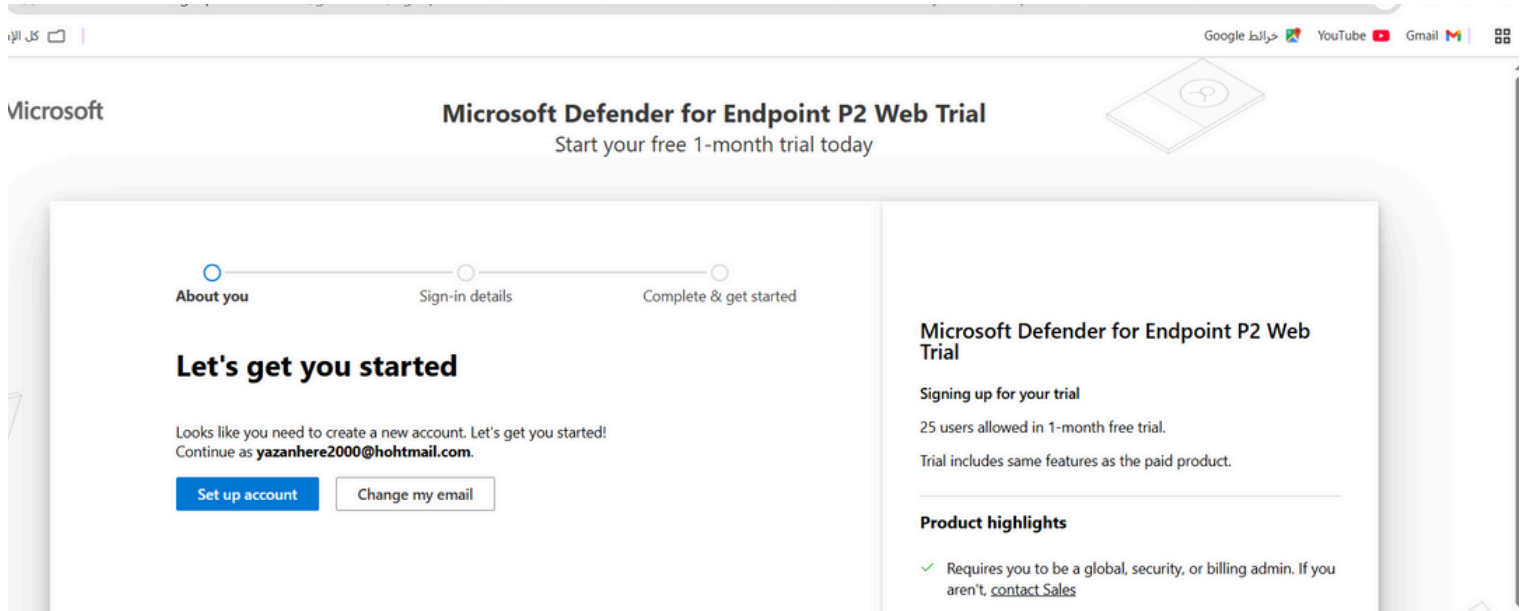 كل الإ
خرائط Google
YouTube
Gmail
Microsoft
Microsoft Defender for Endpoint P2 Web Trial
Start your free 1-month trial today
About you
Sign-in details
Complete & get started
Let's get you started
Looks like you need to create a new account. Let's get you started!
Continue as yazanhere2000@hohtmail.com.
Set up account
Change my email
Microsoft Defender for Endpoint P2 Web
Trial
Signing up for your trial
25 users allowed in 1-month free trial.
Trial includes same features as the paid product.
Product highlights
Requires you to be a global, security, or billing admin. If you
aren't, contact Sales